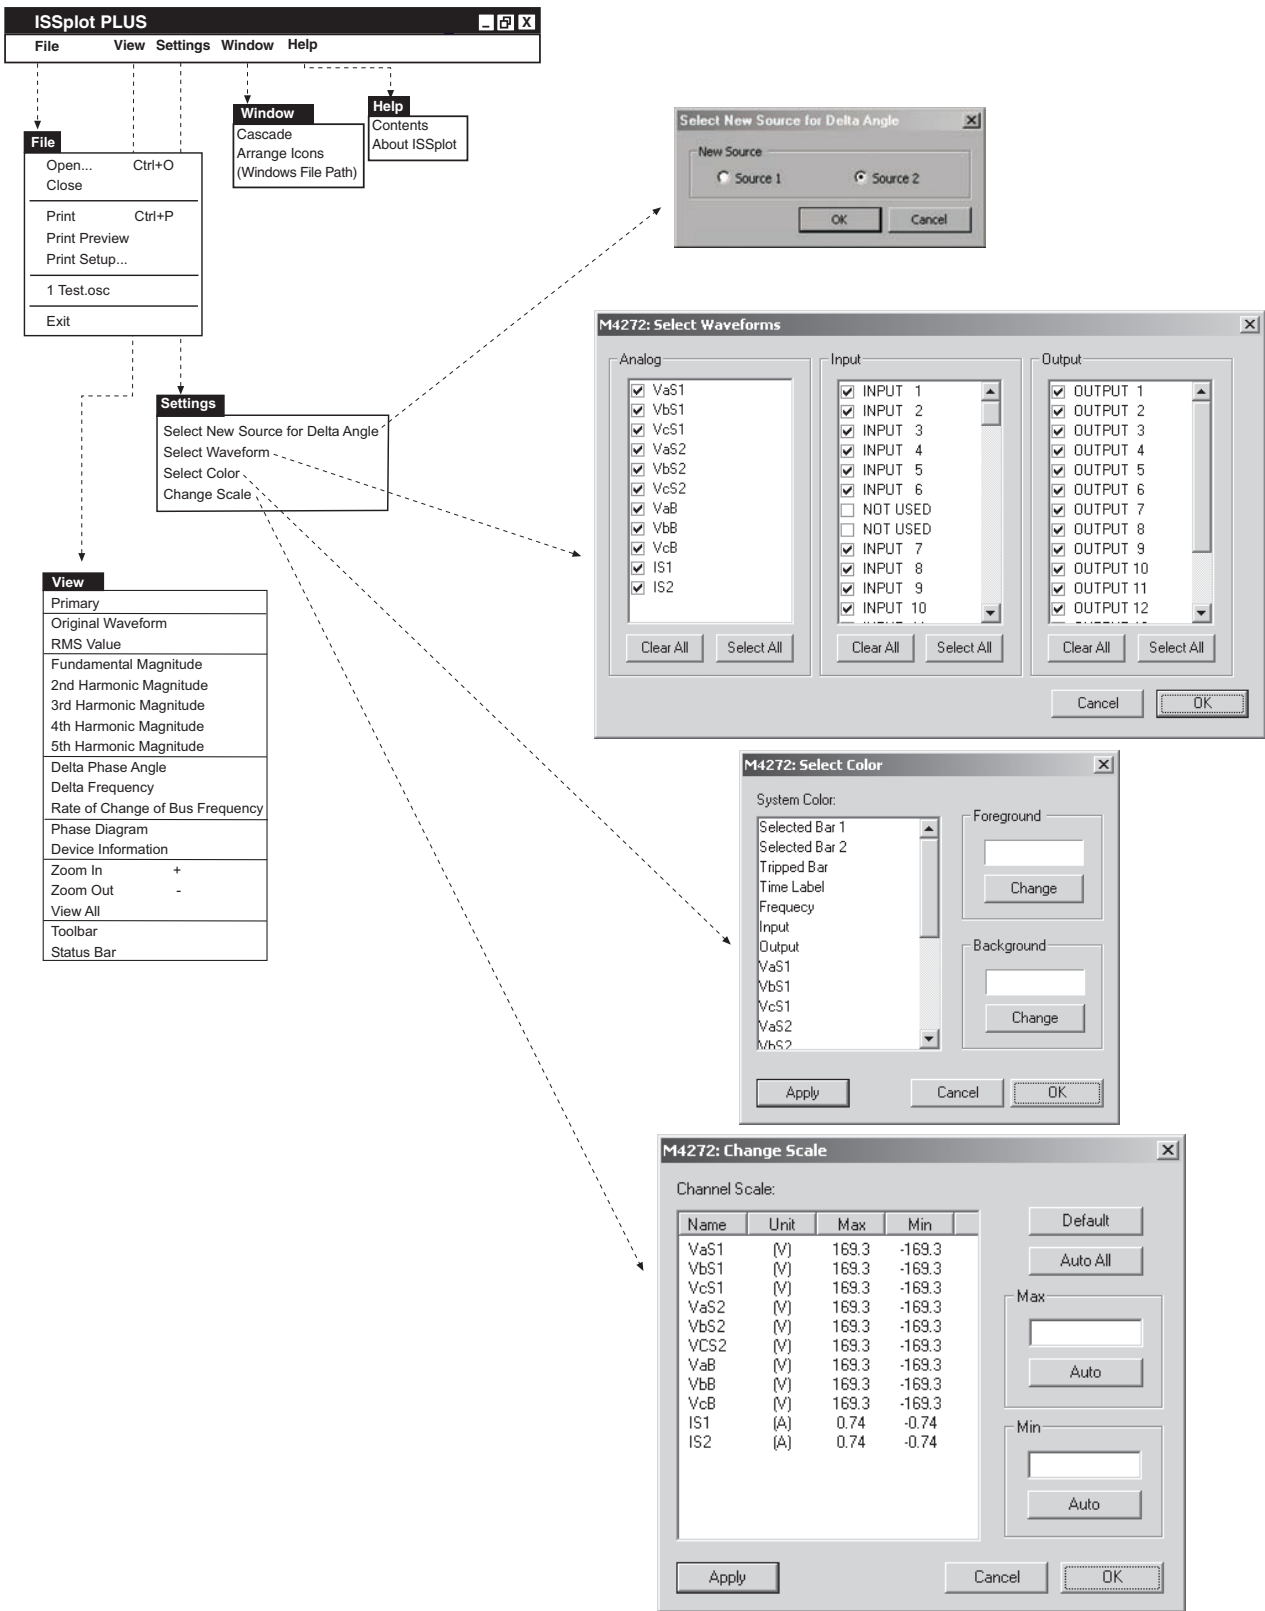 ISSplot PLUS
File View Settings Window Help
File
Open... Ctrl+O
Close
Print Ctrl+P
Print Preview
Print Setup...
1 Test.osc
Exit
Window
Cascade
Arrange Icons
(Windows File Path)
Help
Contents
About ISSplot
Settings
Select New Source for Delta Angle
Select Waveform
Select Color
Change Scale
View
Primary
Original Waveform
RMS Value
Fundamental Magnitude
2nd Harmonic Magnitude
3rd Harmonic Magnitude
4th Harmonic Magnitude
5th Harmonic Magnitude
Delta Phase Angle
Delta Frequency
Rate of Change of Bus Frequency
Phase Diagram
Device Information
Zoom In +
Zoom Out -
View All
Toolbar
Status Bar
Select New Source for Delta Angle
New Source
Source 1 Source 2
OK Cancel
M4272: Select Waveforms
Analog
VaS1
VbS1
VcS1
VaS2
VbS2
VcS2
VaB
VbB
VcB
IS1
IS2
Clear All Select All
Input
INPUT 1
INPUT 2
INPUT 3
INPUT 4
INPUT 5
INPUT 6
NOT USED
NOT USED
INPUT 7
INPUT 8
INPUT 9
INPUT 10
Clear All Select All
Output
OUTPUT 1
OUTPUT 2
OUTPUT 3
OUTPUT 4
OUTPUT 5
OUTPUT 6
OUTPUT 7
OUTPUT 8
OUTPUT 9
OUTPUT 10
OUTPUT 11
OUTPUT 12
Clear All Select All
Cancel OK
M4272: Select Color
System Color:
Selected Bar 1
Selected Bar 2
Tripped Bar
Time Label
Frequecy
Input
Output
VaS1
VbS1
VcS1
VaS2
VbS2
Foreground
Change
Background
Change
Apply Cancel OK
M4272: Change Scale
Channel Scale:
Name Unit Max Min
VaS1 (V) 169.3 -169.3
VbS1 (V) 169.3 -169.3
VcS1 (V) 169.3 -169.3
VaS2 (V) 169.3 -169.3
VbS2 (V) 169.3 -169.3
VCS2 (V) 169.3 -169.3
VaB (V) 169.3 -169.3
VbB (V) 169.3 -169.3
VcB (V) 169.3 -169.3
IS1 (A) 0.74 -0.74
IS2 (A) 0.74 -0.74
Default
Auto All
Max
Auto
Min
Auto
Apply Cancel OK